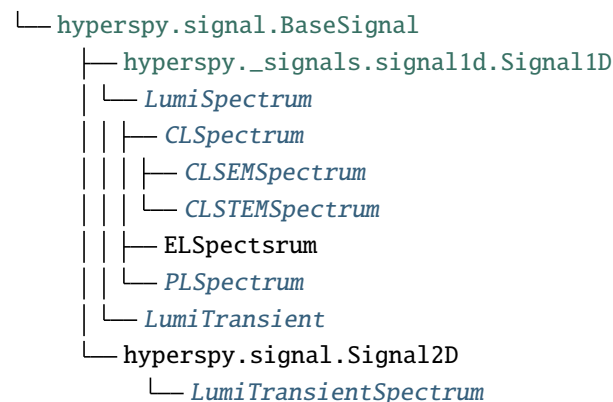 └── hyperspy.signal.BaseSignal
├── hyperspy._signals.signal1d.Signal1D
│ └── LumiSpectrum
│ │ ├── CLSpectrum
│ │ │ ├── CLSEMSpectrum
│ │ │ └── CLSTEMSpectrum
│ │ ├── ELSpectsrum
│ │ └── PLSpectrum
│ └── LumiTransient
└── hyperspy.signal.Signal2D
└── LumiTransientSpectrum